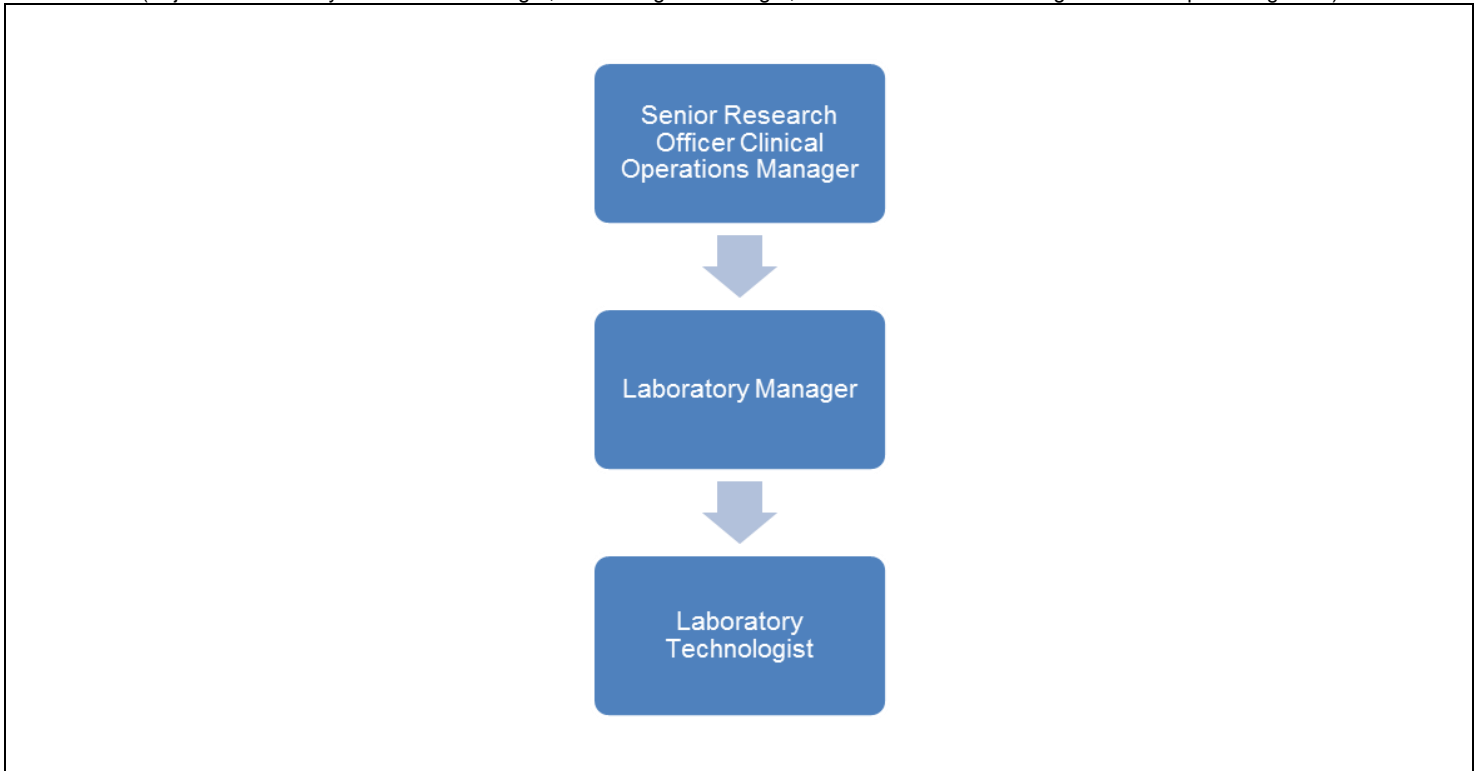 Senior Research
Officer Clinical
Operations Manager
Laboratory Manager
Laboratory
Technologist